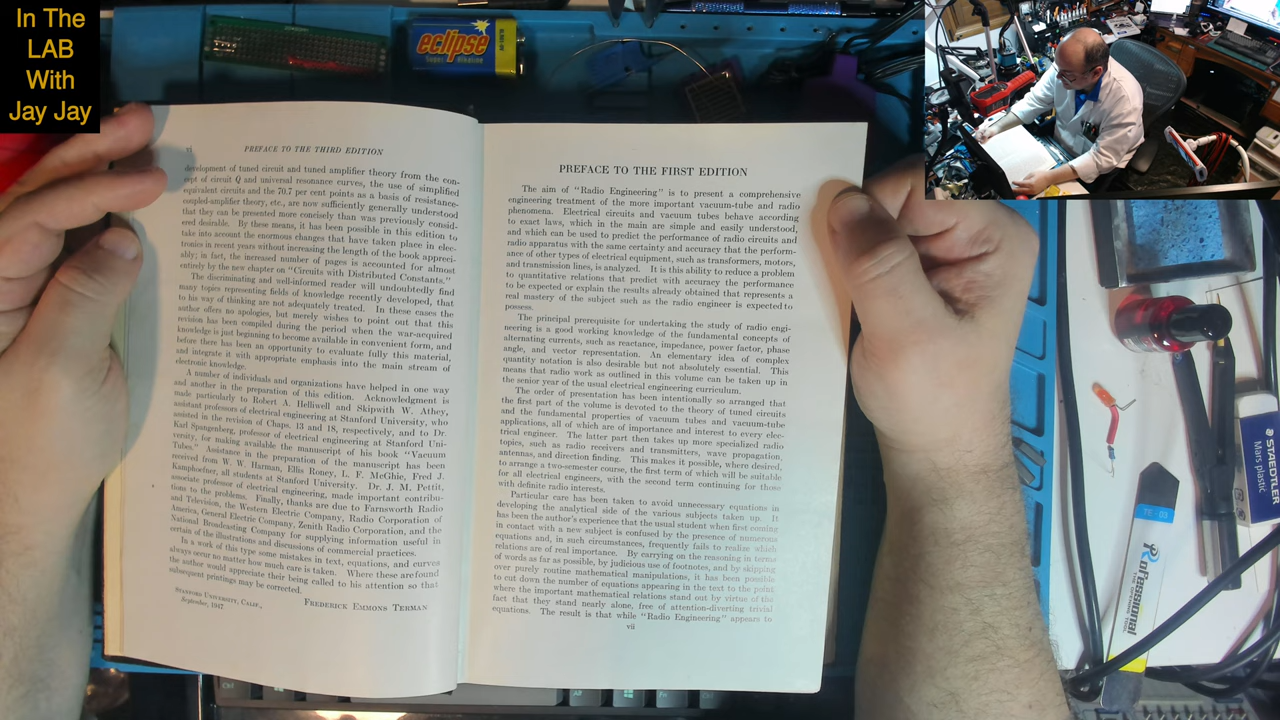 In The
LAB
With
Jay Jay
eclipse
Super Alkaline
vi
PREFACE TO THE THIRD EDITION
development of tuned circuit and tuned amplifier theory from the con-
cept of circuit Q and universal resonance curves, the use of simplified
equivalent circuits and the 70.7 per cent points as a basis of resistance-
coupled-amplifier theory, etc., are now sufficiently generally understood
that they can be presented more concisely than was previously consid-
ered desirable. By these means, it has been possible in this edition to
take into account the enormous changes that have taken place in elec-
tronics in recent years without increasing the length of the book appreci-
ably; in fact, the increased number of pages is accounted for almost
entirely by the new chapter on "Circuits with Distributed Constants."
The discriminating and well-informed reader will undoubtedly find
many topics representing fields of knowledge recently developed, that
to his way of thinking are not adequately treated. In these cases the
author offers no apologies, but merely wishes to point out that this
revision has been compiled during the period when the war-acquired
knowledge is just beginning to become available in convenient form, and
before there has been an opportunity to evaluate fully this material,
and integrate it with appropriate emphasis into the main stream of
electronic knowledge.
A number of individuals and organizations have helped in one way
and another in the preparation of this edition. Acknowledgment is
made particularly to Robert A. Helliwell and Skipwith W. Athey,
assistant professors of electrical engineering at Stanford University, who
assisted in the revision of Chaps. 13 and 18, respectively, and to Dr.
Karl Spangenberg, professor of electrical engineering at Stanford Uni-
versity, for making available the manuscript of his book "Vacuum
Tubes." Assistance in the preparation of the manuscript has been
received from W. W. Harman, Ellis Roney, L. F. McGhie, Fred J.
Kamphoefner, all students at Stanford University. Dr. J. M. Pettit,
associate professor of electrical engineering, made important contribu-
tions to the problems. Finally, thanks are due to Farnsworth Radio
and Television, the Western Electric Company, Radio Corporation of
America, General Electric Company, Zenith Radio Corporation, and the
National Broadcasting Company for supplying information useful in
certain of the illustrations and discussions of commercial practices.
In a work of this type some mistakes in text, equations, and curves
always occur no matter how much care is taken. Where these are found
the author would appreciate their being called to his attention so that
subsequent printings may be corrected.
FREDERICK EMMONS TERMAN
STANFORD UNIVERSITY, CALIF.,
September, 1947
PREFACE TO THE FIRST EDITION
The aim of "Radio Engineering" is to present a comprehensive
engineering treatment of the more important vacuum-tube and radio
phenomena. Electrical circuits and vacuum tubes behave according
to exact laws, which in the main are simple and easily understood,
and which can be used to predict the performance of radio circuits and
radio apparatus with the same certainty and accuracy that the perform-
ance of other types of electrical equipment, such as transformers, motors,
and transmission lines, is analyzed. It is this ability to reduce a problem
to quantitative relations that predict with accuracy the performance
to be expected or explain the results already obtained that represents a
real mastery of the subject such as the radio engineer is expected to
possess.
The principal prerequisite for undertaking the study of radio engi-
neering is a good working knowledge of the fundamental concepts of
alternating currents, such as reactance, impedance, power factor, phase
angle, and vector representation. An elementary idea of complex
quantity notation is also desirable but not absolutely essential. This
means that radio work as outlined in this volume can be taken up in
the senior year of the usual electrical engineering curriculum.
The order of presentation has been intentionally so arranged that
the first part of the volume is devoted to the theory of tuned circuits
and the fundamental properties of vacuum tubes and vacuum-tube
applications, all of which are of importance and interest to every elec-
trical engineer. The latter part then takes up more specialized radio
topics, such as radio receivers and transmitters, wave propagation,
antennas, and direction finding. This makes it possible, where desired,
to arrange a two-semester course, the first term of which will be suitable
for all electrical engineers, with the second term continuing for those
with definite radio interests.
Particular care has been taken to avoid unnecessary equations in
developing the analytical side of the various subjects taken up. It
has been the author's experience that the usual student when first coming
in contact with a new subject is confused by the presence of numerous
equations and, in such circumstances, frequently fails to realize which
relations are of real importance. By carrying on the reasoning in terms
of words as far as possible, by judicious use of footnotes, and by skipping
over purely routine mathematical manipulations, it has been possible
to cut down the number of equations appearing in the text to the point
where the important mathematical relations stand out by virtue of the
fact that they stand nearly alone, free of attention-diverting trivial
equations. The result is that while "Radio Engineering" appears to
vii
STAEDTLER
Mars plastic
Professional
Ctrl
Alt
Fn